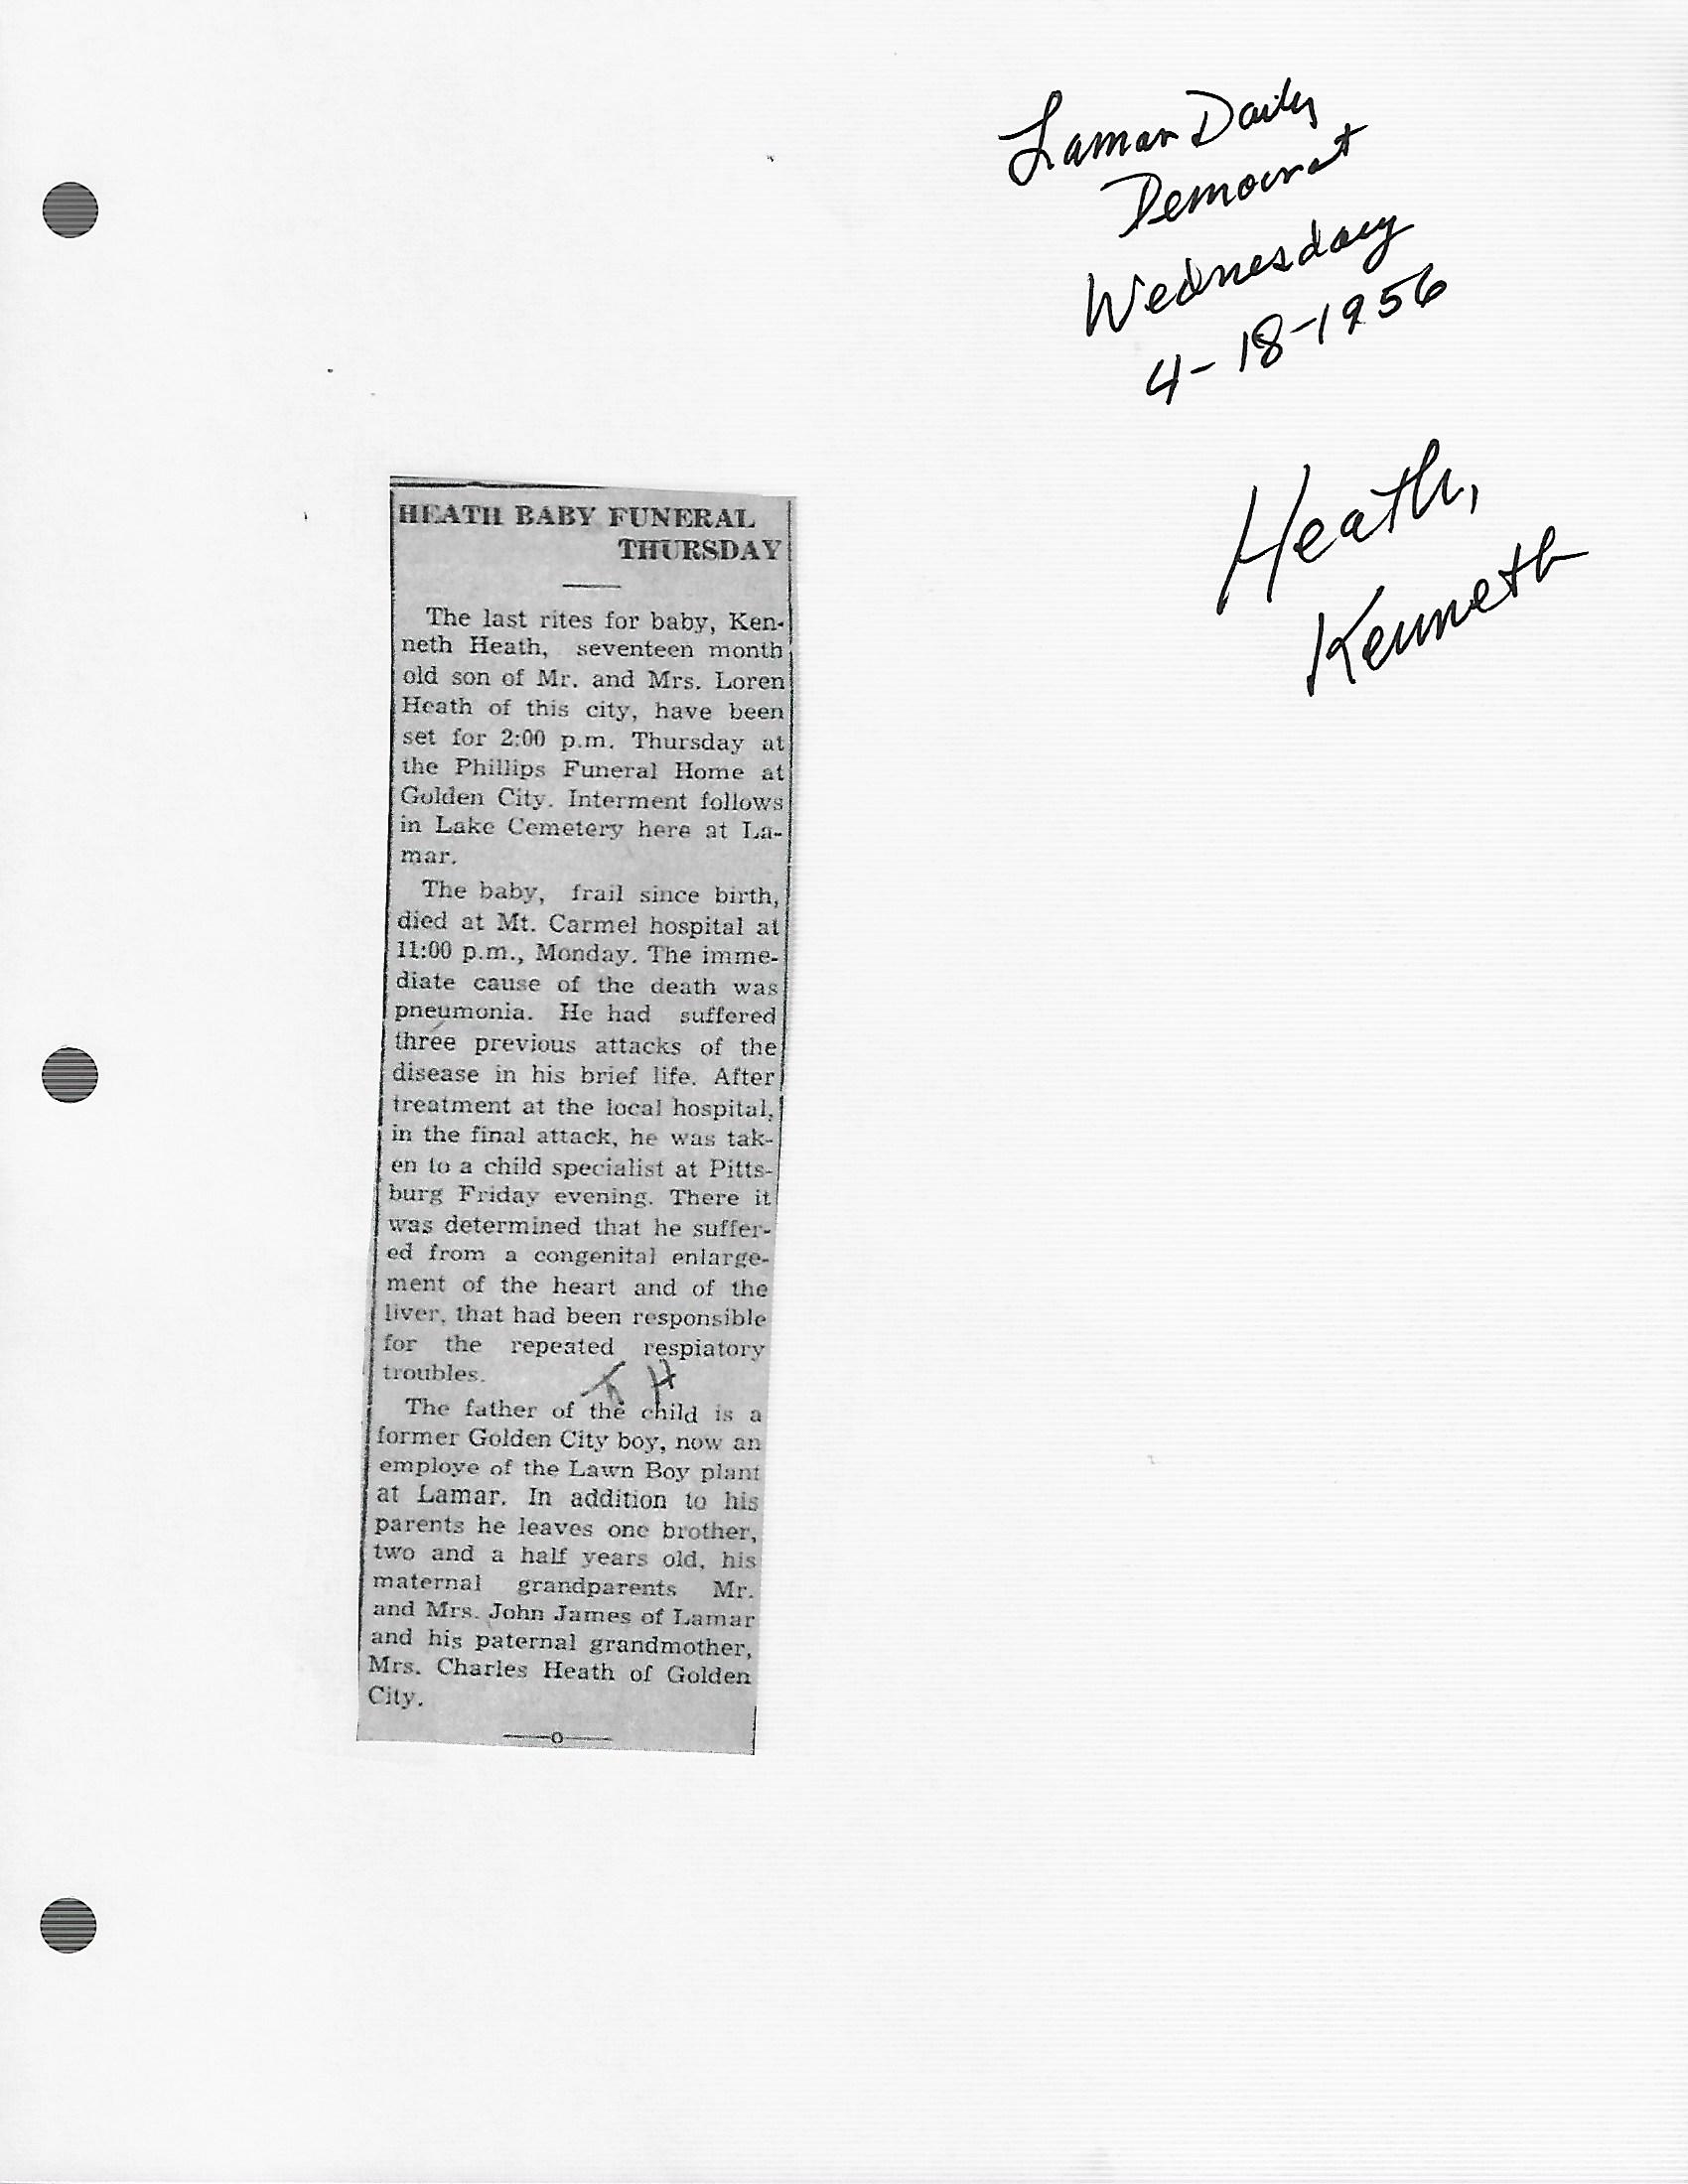 Lamar Daily
Democrat
Wednesday
4-18-1956
Heath,
Kenneth
HEATH BABY FUNERAL
THURSDAY
The last rites for baby, Ken-
neth Heath, seventeen month
old son of Mr. and Mrs. Loren
Heath of this city, have been
set for 2:00 p.m. Thursday at
the Phillips Funeral Home at
Golden City. Interment follows
in Lake Cemetery here at La-
mar.
The baby, frail since birth,
died at Mt. Carmel hospital at
11:00 p.m., Monday. The imme-
diate cause of the death was
pneumonia. He had suffered
three previous attacks of the
disease in his brief life. After
treatment at the local hospital,
in the final attack, he was tak-
en to a child specialist at Pitts-
burg Friday evening. There it
was determined that he suffer-
ed from a congenital enlarge-
ment of the heart and of the
liver, that had been responsible
for the repeated respiatory
troubles.
The father of the child is a
former Golden City boy, now an
employe of the Lawn Boy plant
at Lamar. In addition to his
parents he leaves one brother,
two and a half years old, his
maternal grandparents Mr.
and Mrs. John James of Lamar
and his paternal grandmother,
Mrs. Charles Heath of Golden
City.
——o——